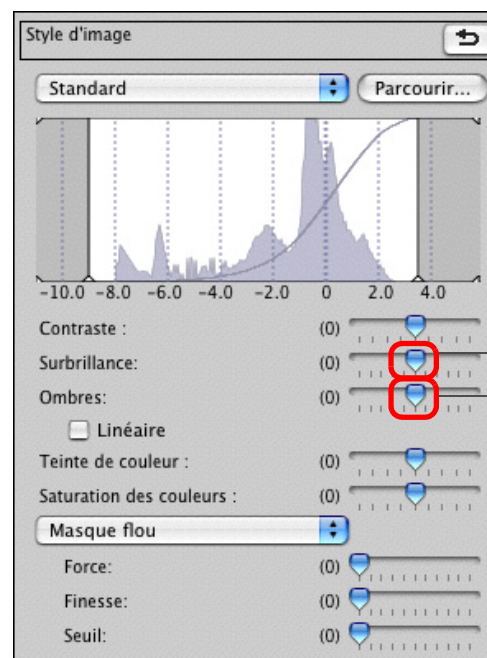 Style d'image
Standard Parcourir...
-10.0 -8.0 -6.0 -4.0 -2.0 0 2.0 4.0
Contraste : (0)
Surbrillance: (0)
Ombres: (0)
Linéaire
Teinte de couleur : (0)
Saturation des couleurs : (0)
Masque flou
Force: (0)
Finesse: (0)
Seuil: (0)